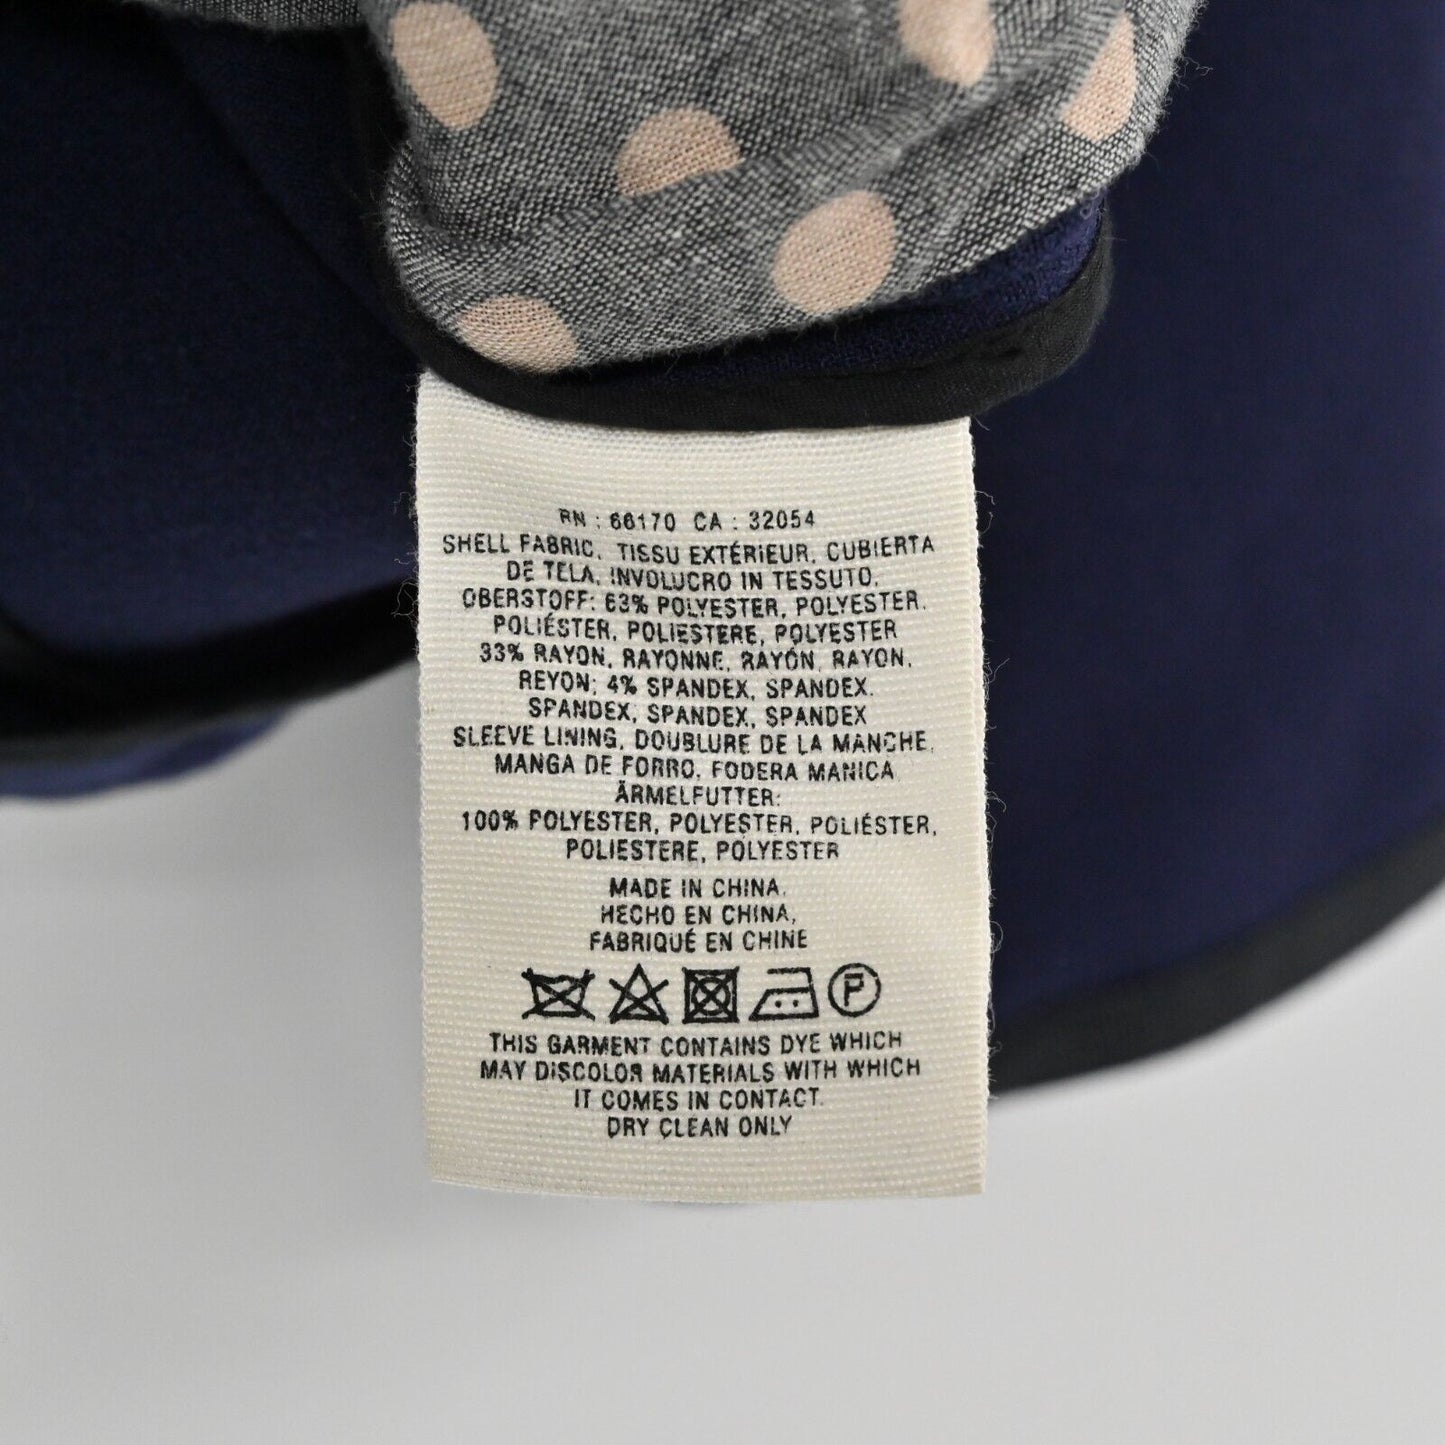 RN : 66170 CA : 32054
SHELL FABRIC, TISSU EXTÉRIEUR, CUBIERTA
DE TELA, INVOLUCRO IN TESSUTO,
OBERSTOFF: 63% POLYESTER, POLYESTER,
POLIÉSTER, POLIESTERE, POLYESTER
33% RAYON, RAYONNE, RAYÓN, RAYON,
REYON; 4% SPANDEX, SPANDEX,
SPANDEX, SPANDEX, SPANDEX
SLEEVE LINING, DOUBLURE DE LA MANCHE,
MANGA DE FORRO, FODERA MANICA
ÄRMELFUTTER:
100% POLYESTER, POLYESTER, POLIÉSTER,
POLIESTERE, POLYESTER
MADE IN CHINA,
HECHO EN CHINA,
FABRIQUÉ EN CHINE
P
THIS GARMENT CONTAINS DYE WHICH
MAY DISCOLOR MATERIALS WITH WHICH
IT COMES IN CONTACT.
DRY CLEAN ONLY